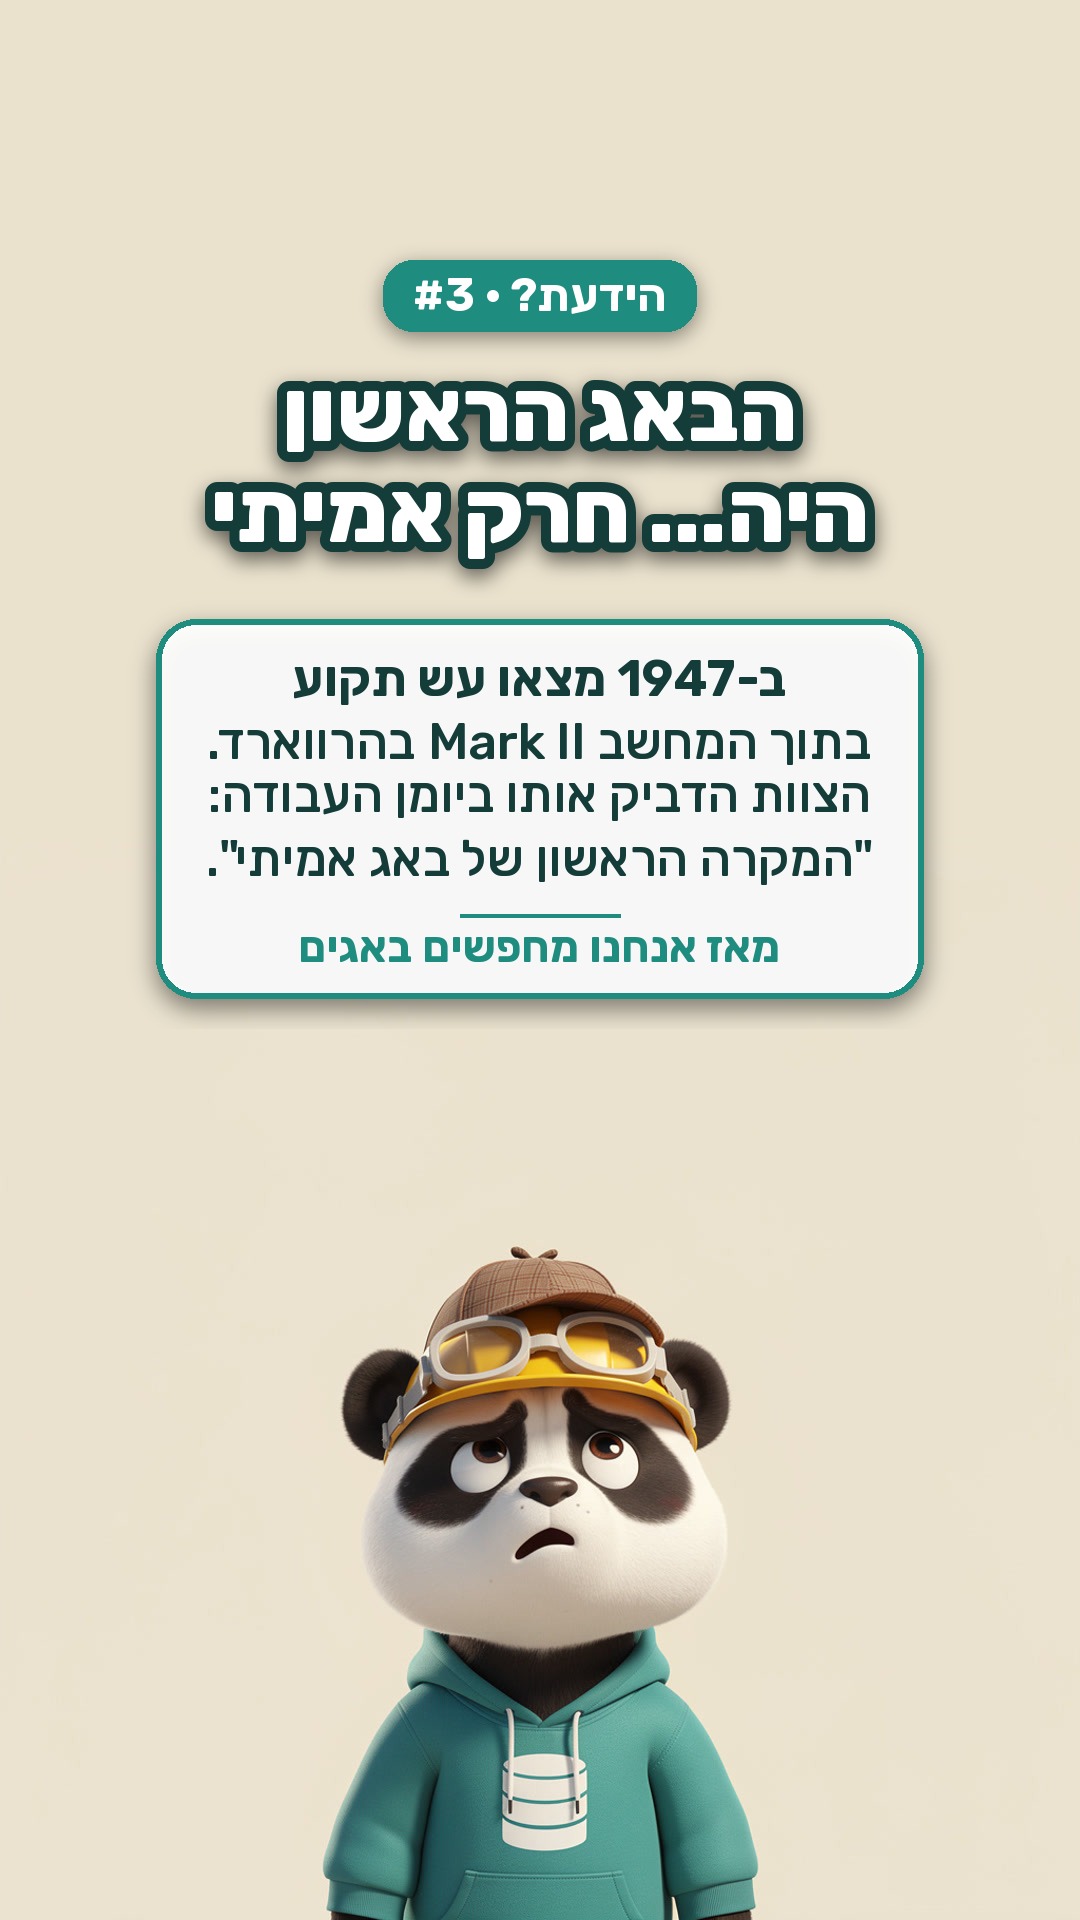 הידעת? • #3
הבאג הראשון
היה... חרק אמיתי
ב-1947 מצאו עש תקוע
בתוך המחשב Mark II בהרווארד.
הצוות הדביק אותו ביומן העבודה:
"המקרה הראשון של באג אמיתי".
מאז אנחנו מחפשים באגים